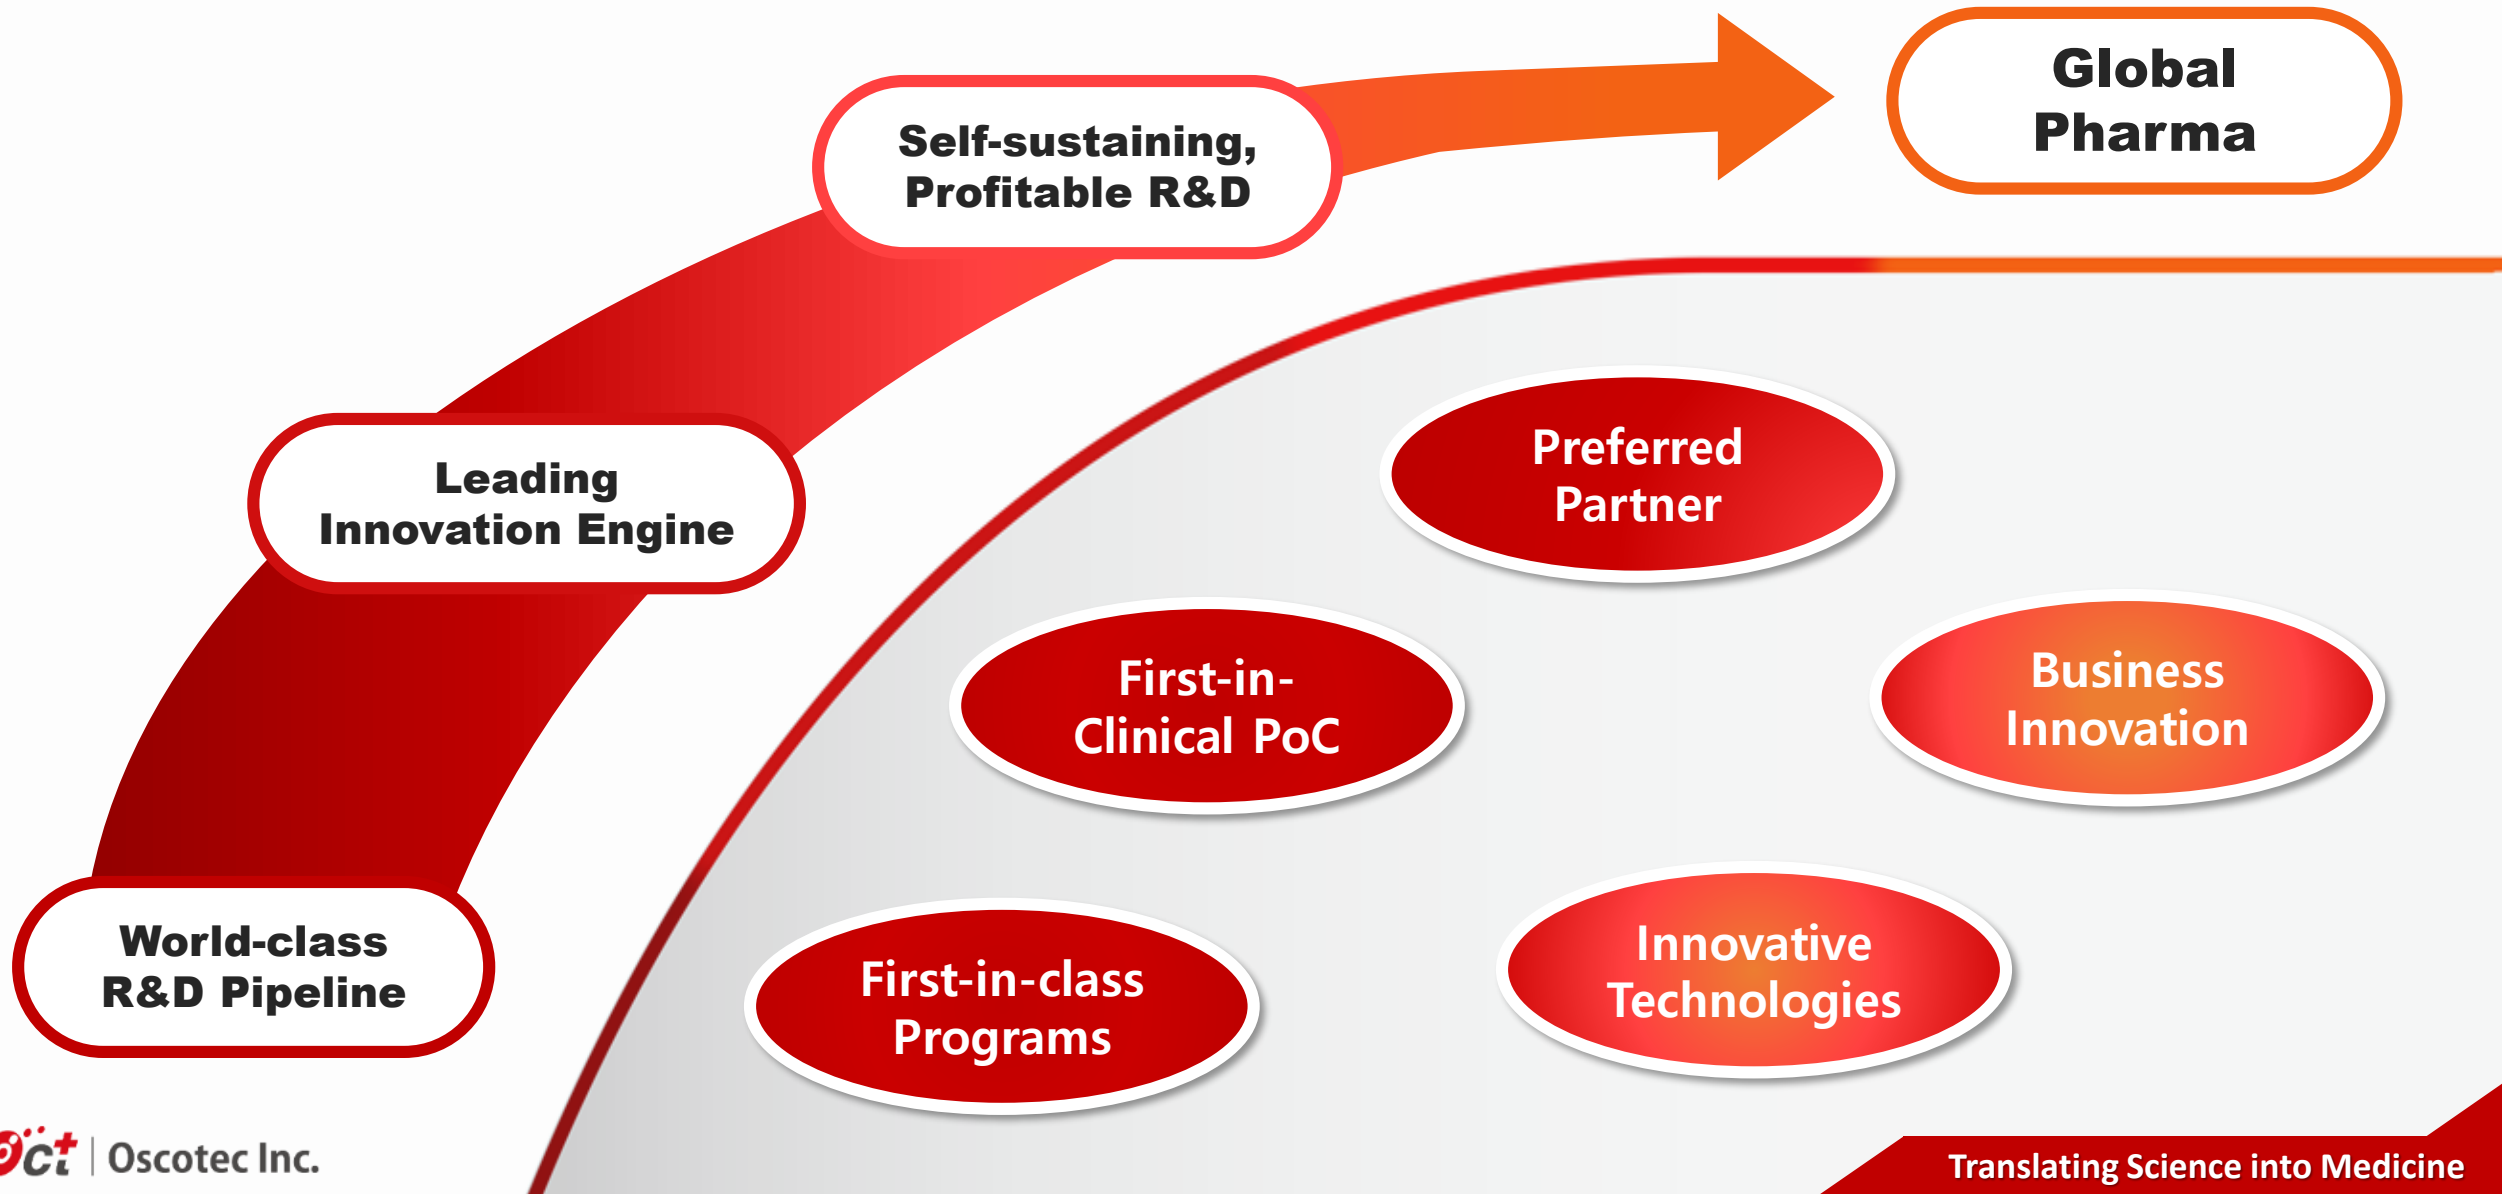 Global
Pharma
Self-sustaining,
Profitable R&D
Leading
Innovation Engine
World-class
R&D Pipeline
Preferred
Partner
First-in-
Clinical PoC
Business
Innovation
First-in-class
Programs
Innovative
Technologies
oct
Oscotec Inc.
Translating Science into Medicine